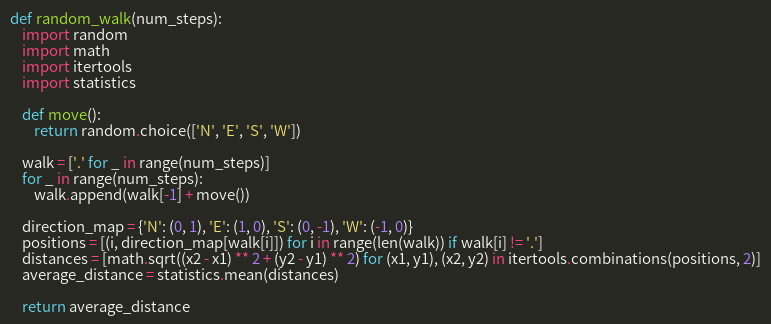 def random_walk(num_steps):
    import random
    import math
    import itertools
    import statistics

    def move():
        return random.choice(['N', 'E', 'S', 'W'])

    walk = ['.' for _ in range(num_steps)]
    for _ in range(num_steps):
        walk.append(walk[-1] + move())

    direction_map = {'N': (0, 1), 'E': (1, 0), 'S': (0, -1), 'W': (-1, 0)}
    positions = [(i, direction_map[walk[i]]) for i in range(len(walk)) if walk[i] != '.']
    distances = [math.sqrt((x2 - x1) ** 2 + (y2 - y1) ** 2) for (x1, y1), (x2, y2) in itertools.combinations(positions, 2)]
    average_distance = statistics.mean(distances)

    return average_distance